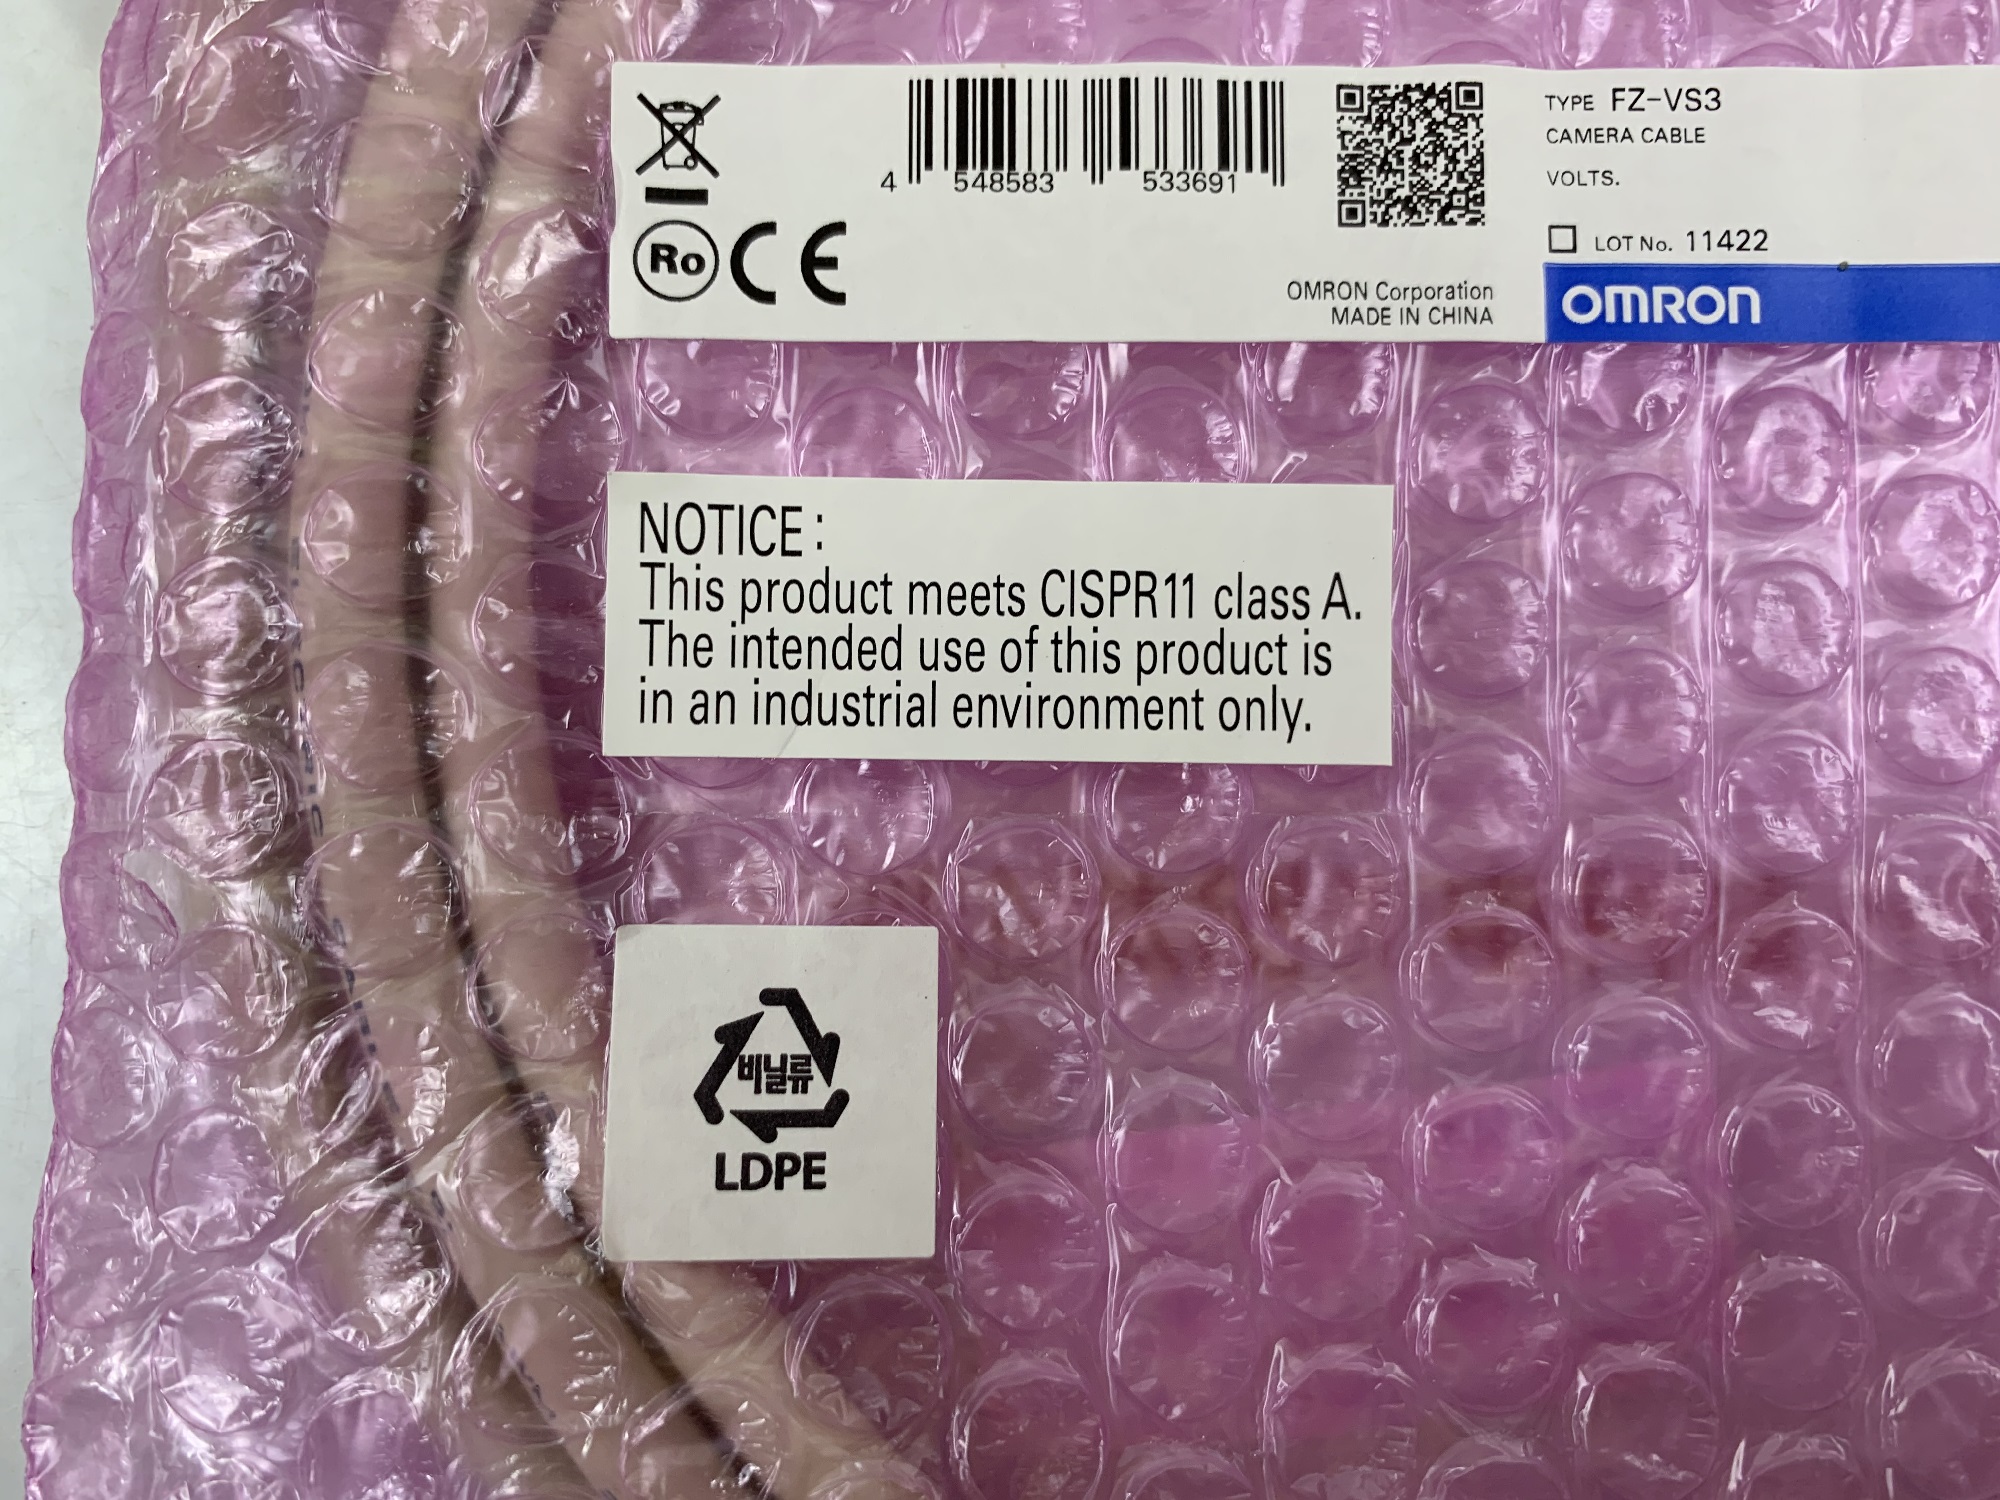 4 548583 533691
TYPE FZ-VS3
CAMERA CABLE
VOLTS.
LOT No. 11422
Ro CE
OMRON Corporation
MADE IN CHINA
OMRON
NOTICE:
This product meets CISPR11 class A.
The intended use of this product is
in an industrial environment only.
비닐류
LDPE